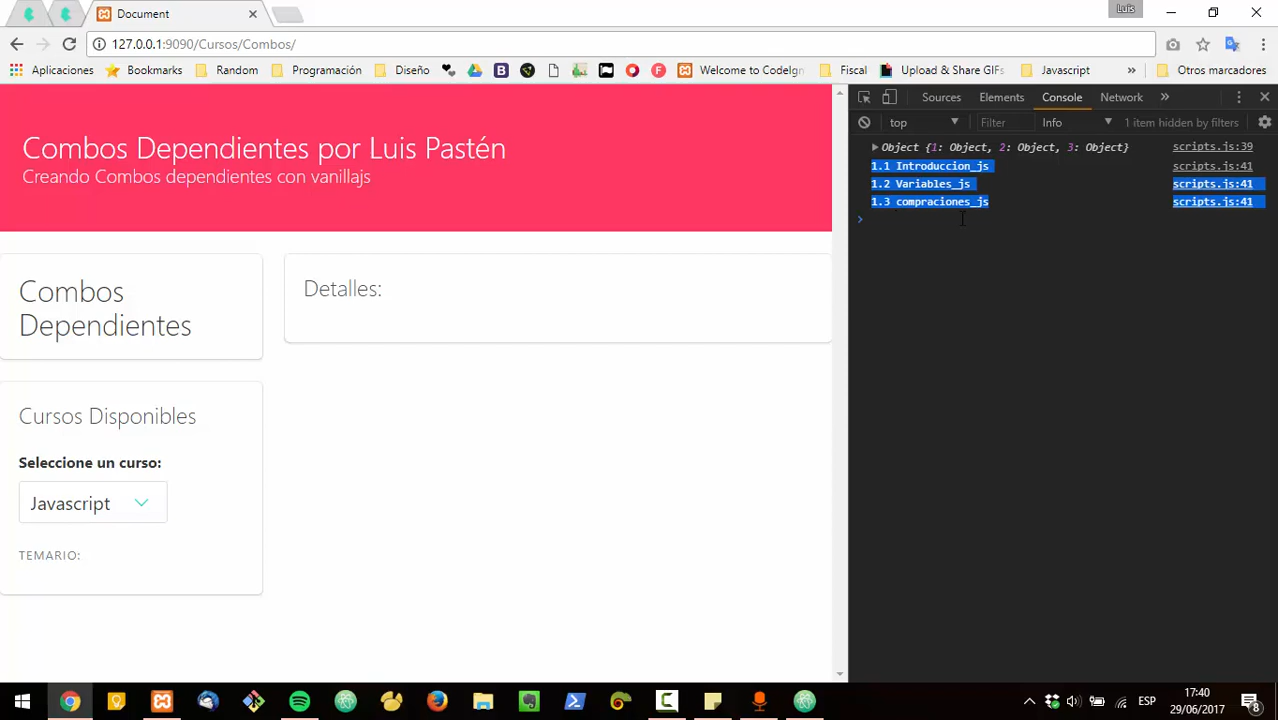 Luis
Document
127.0.0.1:9090/Cursos/Combos/
Aplicaciones
Bookmarks
Random
Programación
Diseño
B
F
Welcome to CodeIgn
Fiscal
Upload & Share GIFs
Javascript
»
Otros marcadores
Combos Dependientes por Luis Pastén
Creando Combos dependientes con vanillajs
Combos
Dependientes
Detalles:
Cursos Disponibles
Seleccione un curso:
Javascript
TEMARIO:
Sources Elements Console Network »
top Filter Info 1 item hidden by filters
Object {1: Object, 2: Object, 3: Object} scripts.js:39
1.1 Introduccion_js scripts.js:41
1.2 Variables_js scripts.js:41
1.3 compraciones_js scripts.js:41
ESP
17:40
29/06/2017
8